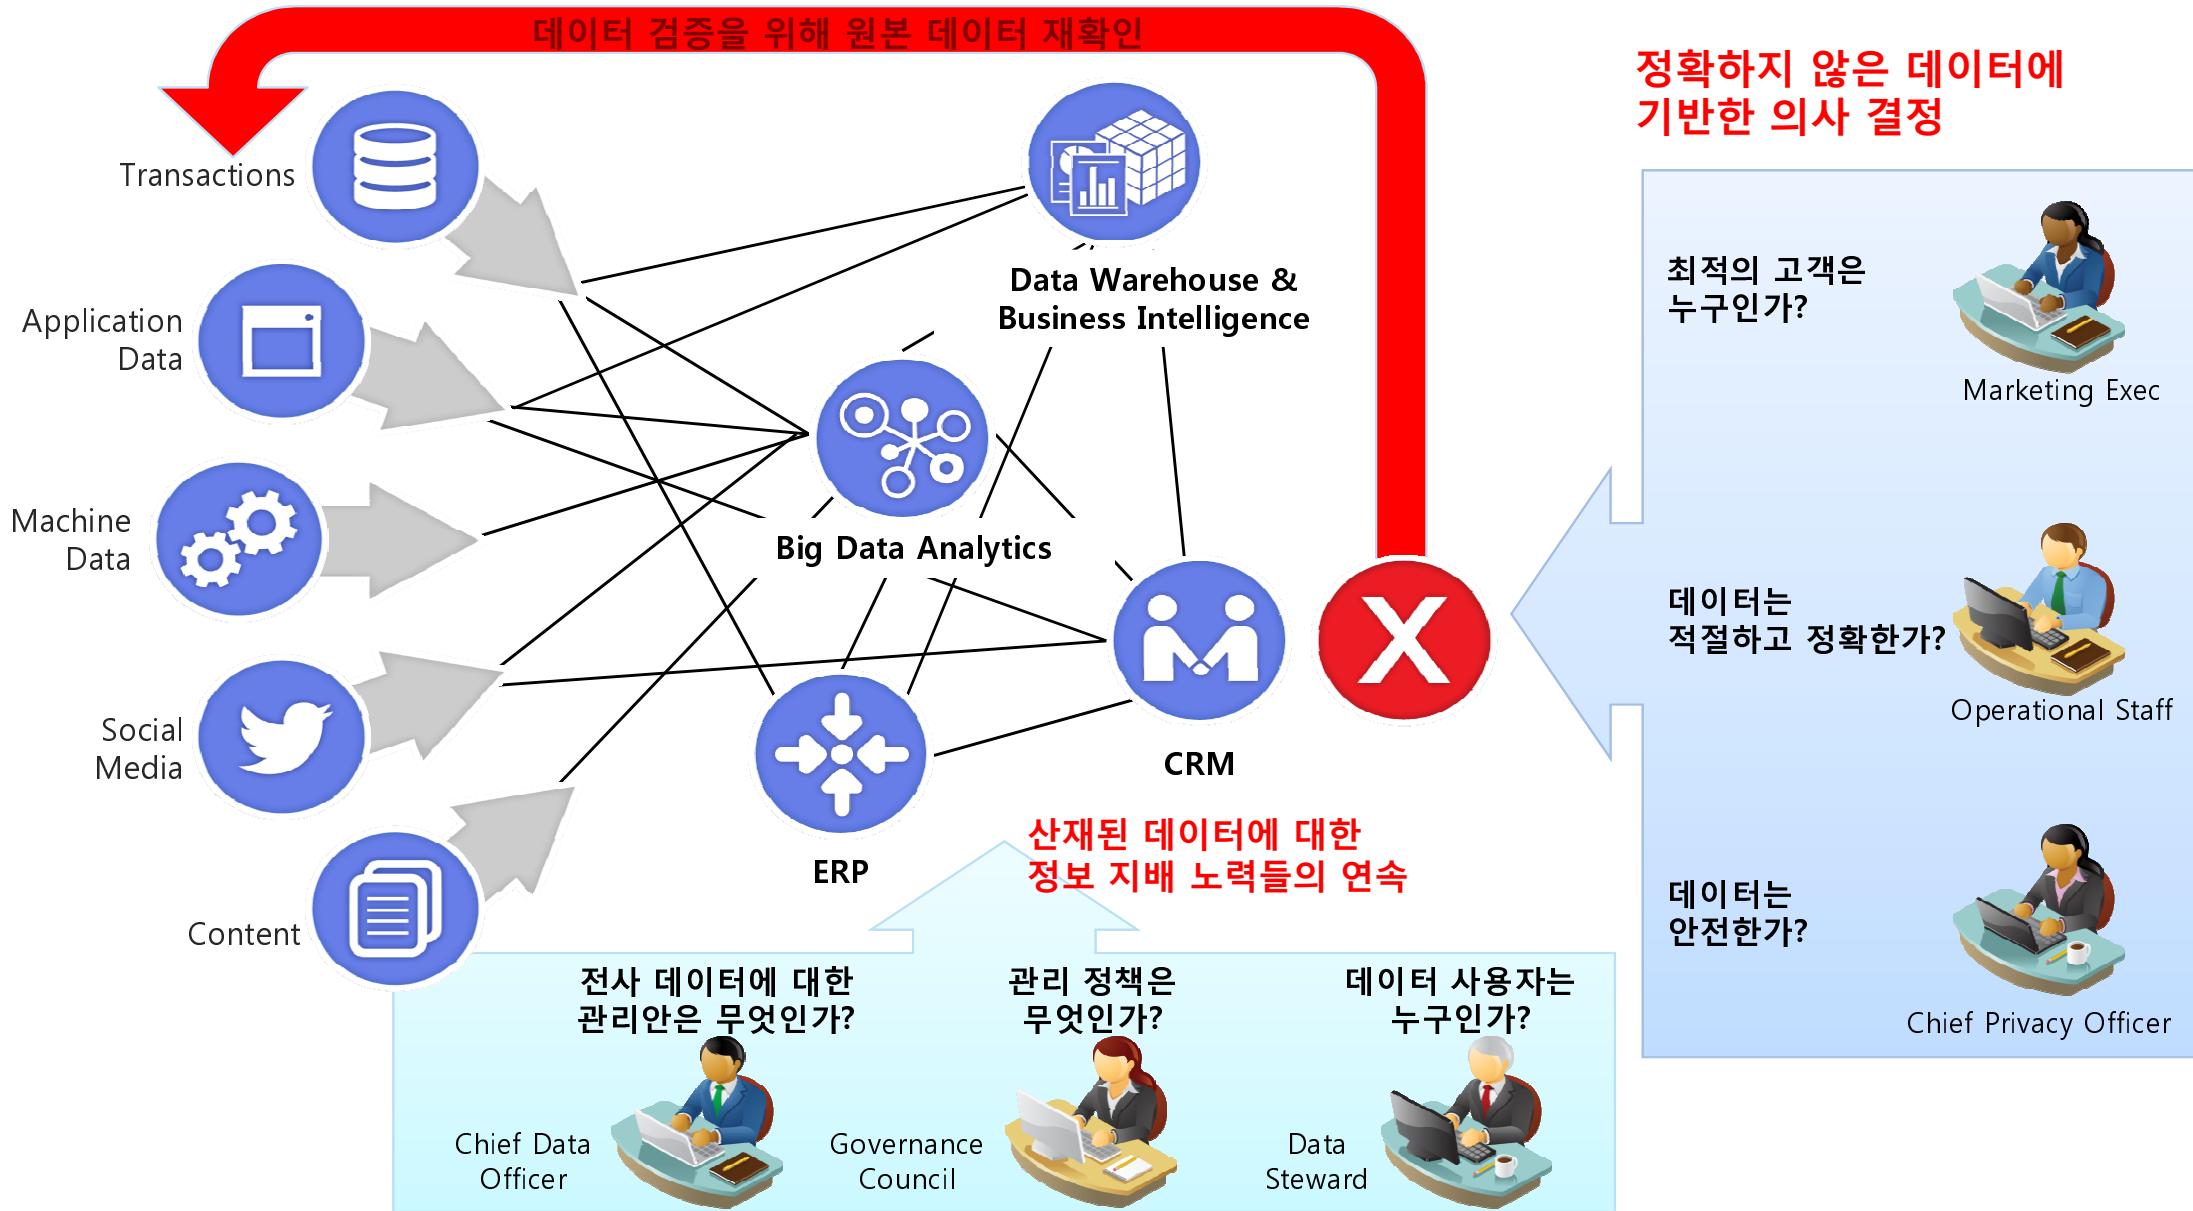 데이터 검증을 위해 원본 데이터 재확인
정확하지 않은 데이터에
기반한 의사 결정
Transactions
Application
Data
Machine
Data
Social
Media
Content
Data Warehouse &
Business Intelligence
Big Data Analytics
X
CRM
ERP
산재된 데이터에 대한
정보 지배 노력들의 연속
최적의 고객은
누구인가?
Marketing Exec
데이터는
적절하고 정확한가?
Operational Staff
데이터는
안전한가?
Chief Privacy Officer
전사 데이터에 대한
관리안은 무엇인가?
Chief Data
Officer
관리 정책은
무엇인가?
Governance
Council
데이터 사용자는
누구인가?
Data
Steward